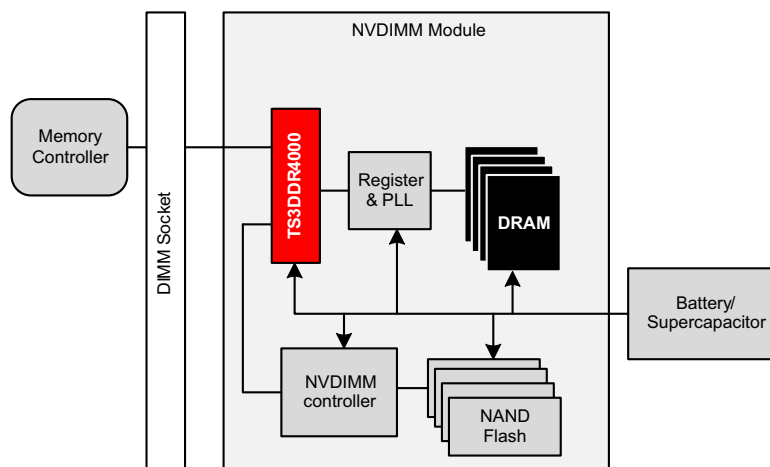 NVDIMM Module
Memory
Controller
DIMM Socket
TS3DDR4000
Register
& PLL
DRAM
Battery/
Supercapacitor
NVDIMM
controller
NAND
Flash